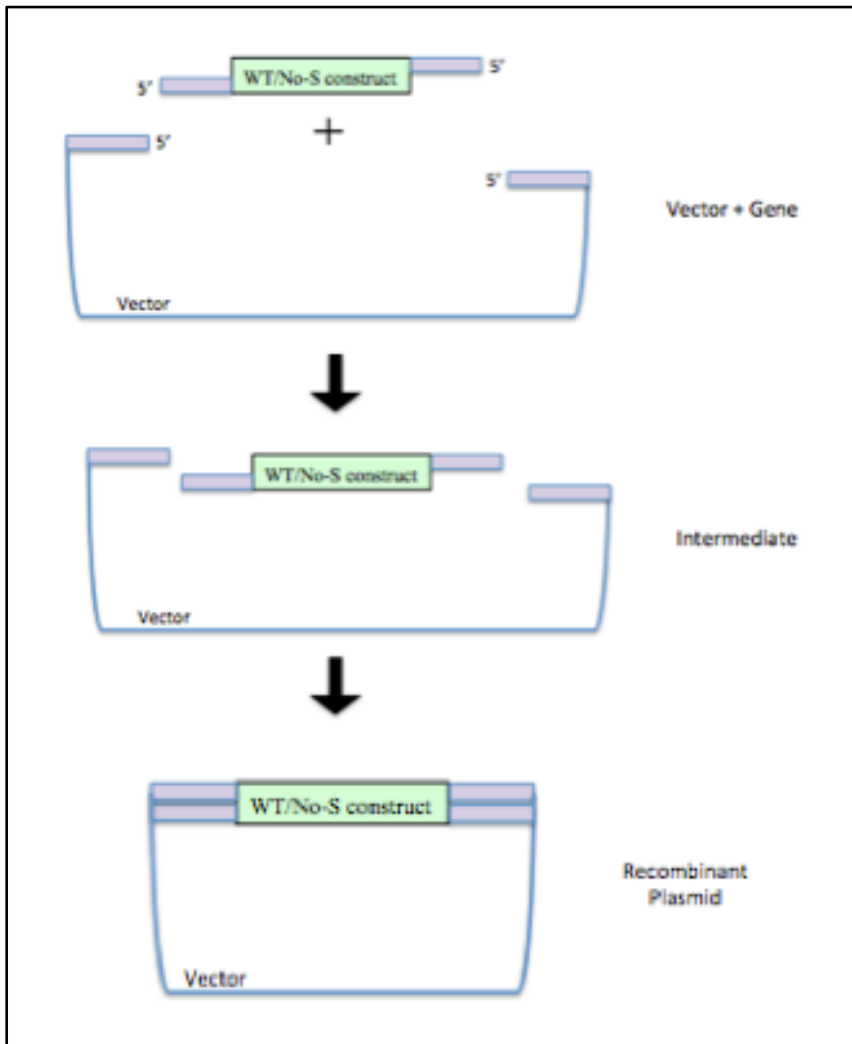 5’
WT/No-S construct
5’
+
5’
5’
Vector + Gene
Vector
WT/No-S construct
Intermediate
Vector
WT/No-S construct
Recombinant
Plasmid
Vector